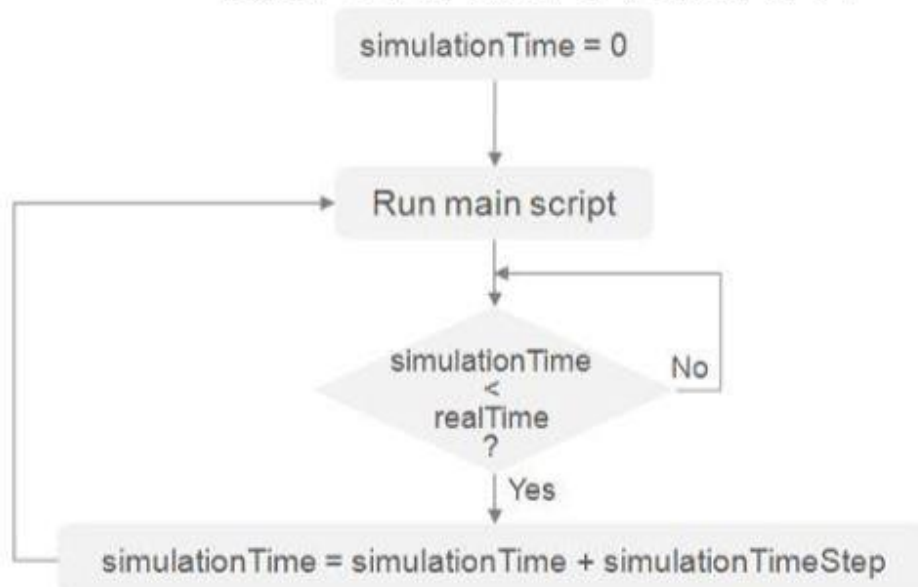 simulationTime = 0
Run main script
simulationTime
<
realTime
?
No
Yes
simulationTime = simulationTime + simulationTimeStep